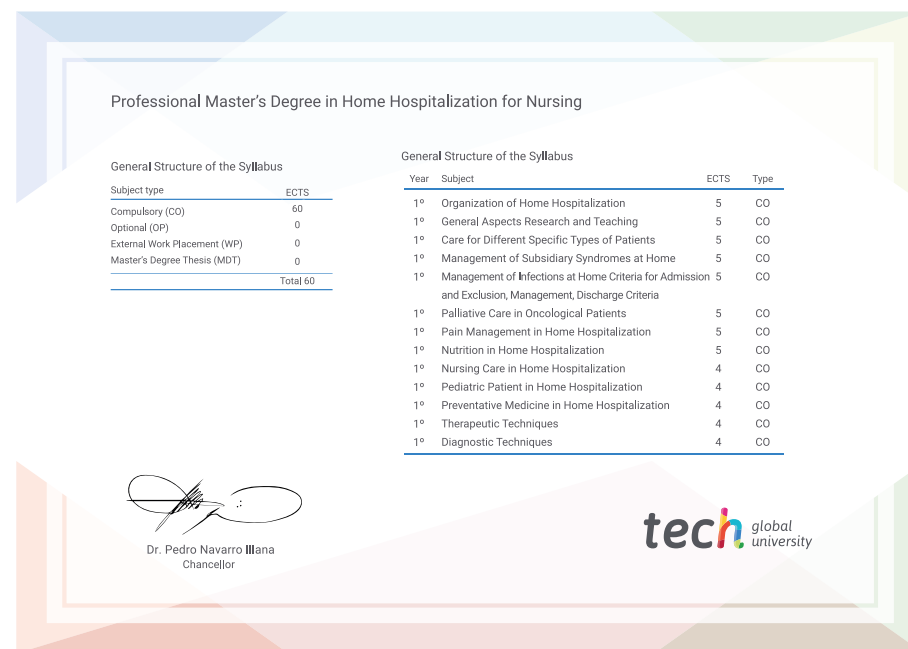 Professional Master's Degree in Home Hospitalization for Nursing
General Structure of the Syllabus
Subject type ECTS
Compulsory (CO) 60
Optional (OP) 0
External Work Placement (WP) 0
Master's Degree Thesis (MDT) 0
Total 60
General Structure of the Syllabus
Year Subject ECTS Type
1º Organization of Home Hospitalization 5 CO
1º General Aspects Research and Teaching 5 CO
1º Care for Different Specific Types of Patients 5 CO
1º Management of Subsidiary Syndromes at Home 5 CO
1º Management of Infections at Home Criteria for Admission 5 CO
and Exclusion, Management, Discharge Criteria
1º Palliative Care in Oncological Patients 5 CO
1º Pain Management in Home Hospitalization 5 CO
1º Nutrition in Home Hospitalization 5 CO
1º Nursing Care in Home Hospitalization 4 CO
1º Pediatric Patient in Home Hospitalization 4 CO
1º Preventative Medicine in Home Hospitalization 4 CO
1º Therapeutic Techniques 4 CO
1º Diagnostic Techniques 4 CO
Dr. Pedro Navarro Illana
Chancellor
tech global
university